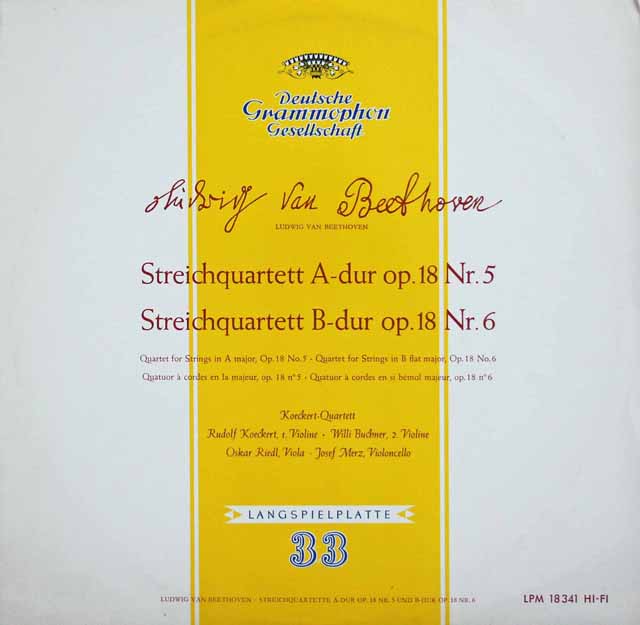 Deutsche
Grammophon
Gesellschaft
Ludwig van Beethoven
LUDWIG VAN BEETHOVEN
Streichquartett A-dur op. 18 Nr. 5
Streichquartett B-dur op. 18 Nr. 6
Quartet for Strings in A major, Op. 18 No. 5 · Quartet for Strings in B flat major, Op. 18 No. 6
Quatuor à cordes en la majeur, op. 18 n° 5 · Quatuor à cordes en si bémol majeur, op. 18 n° 6
Koeckert-Quartett
Rudolf Koeckert, 1. Violine · Willi Buchner, 2. Violine
Oskar Riedl, Viola · Josef Merz, Violoncello
LANGSPIELPLATTE
33
LUDWIG VAN BEETHOVEN · STREICHQUARTETTE A-DUR OP. 18 NR. 5 UND B-DUR OP. 18 NR. 6
LPM 18 341 HI-FI